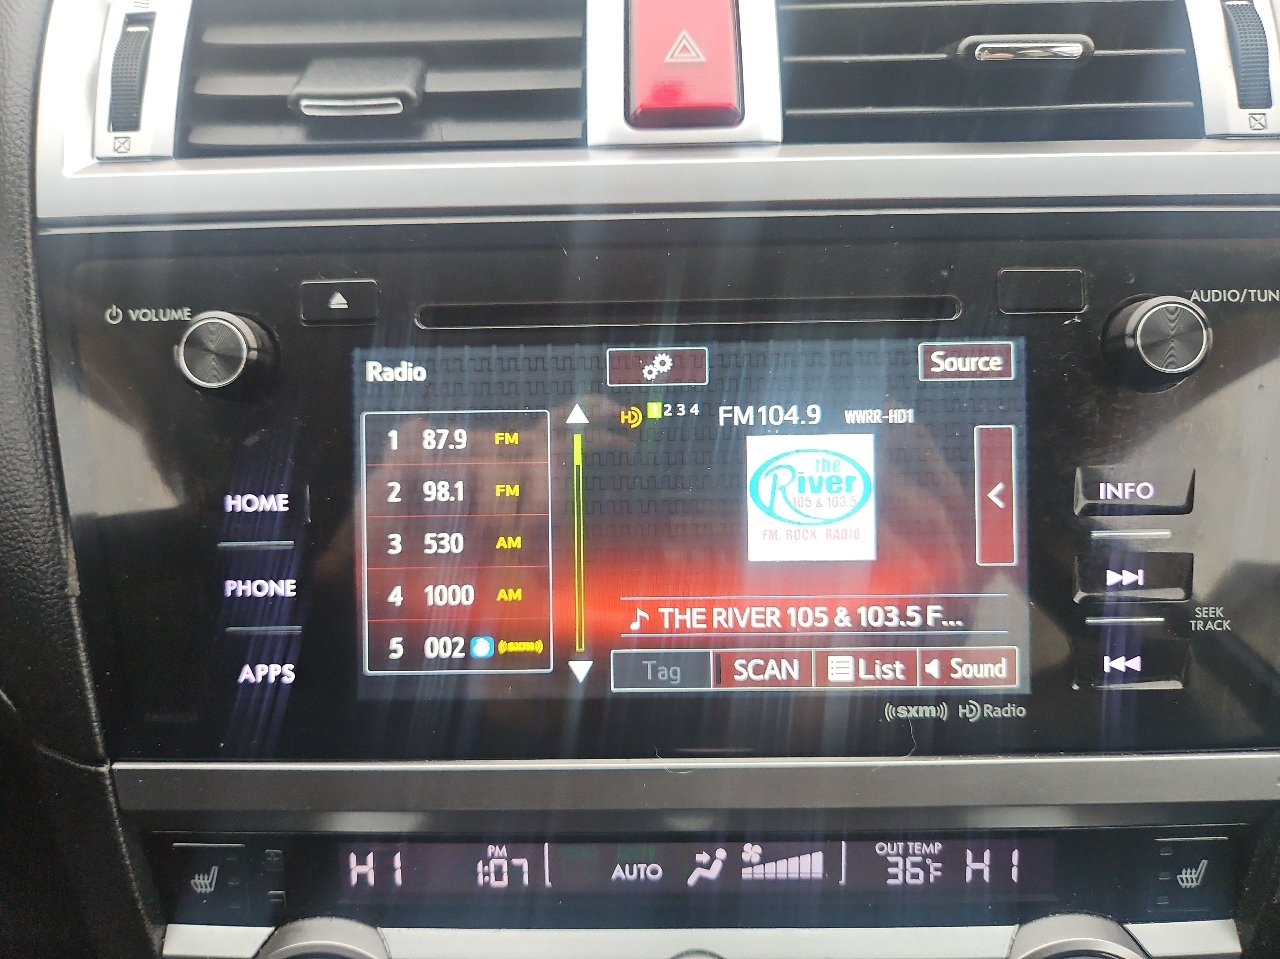 VOLUME
AUDIO/TUN
Radio
Source
HD 1 2 3 4
FM104.9
WWRR-HD1
1 87.9 FM
2 98.1 FM
3 530 AM
4 1000 AM
5 002 ((sxm))
the
River
105 & 103.5
FM. ROCK. RADIO
THE RIVER 105 & 103.5 F...
Tag
SCAN
List
Sound
HOME
PHONE
APPS
INFO
SEEK
TRACK
((sxm)) HD Radio
HI
PM
1:07
AUTO
OUT TEMP
36°F
HI